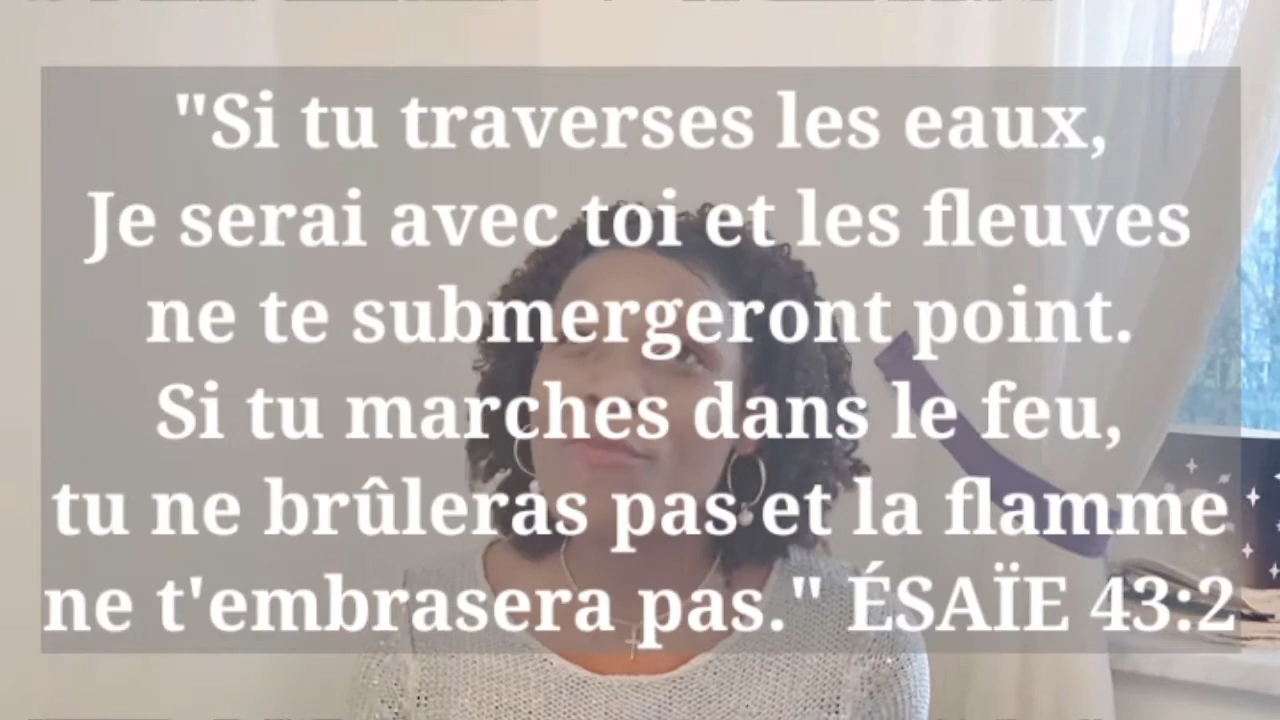 "Si tu traverses les eaux,
Je serai avec toi et les fleuves
ne te submergeront point.
Si tu marches dans le feu,
tu ne brûleras pas et la flamme
ne t'embrasera pas." ÉSAÏE 43:2